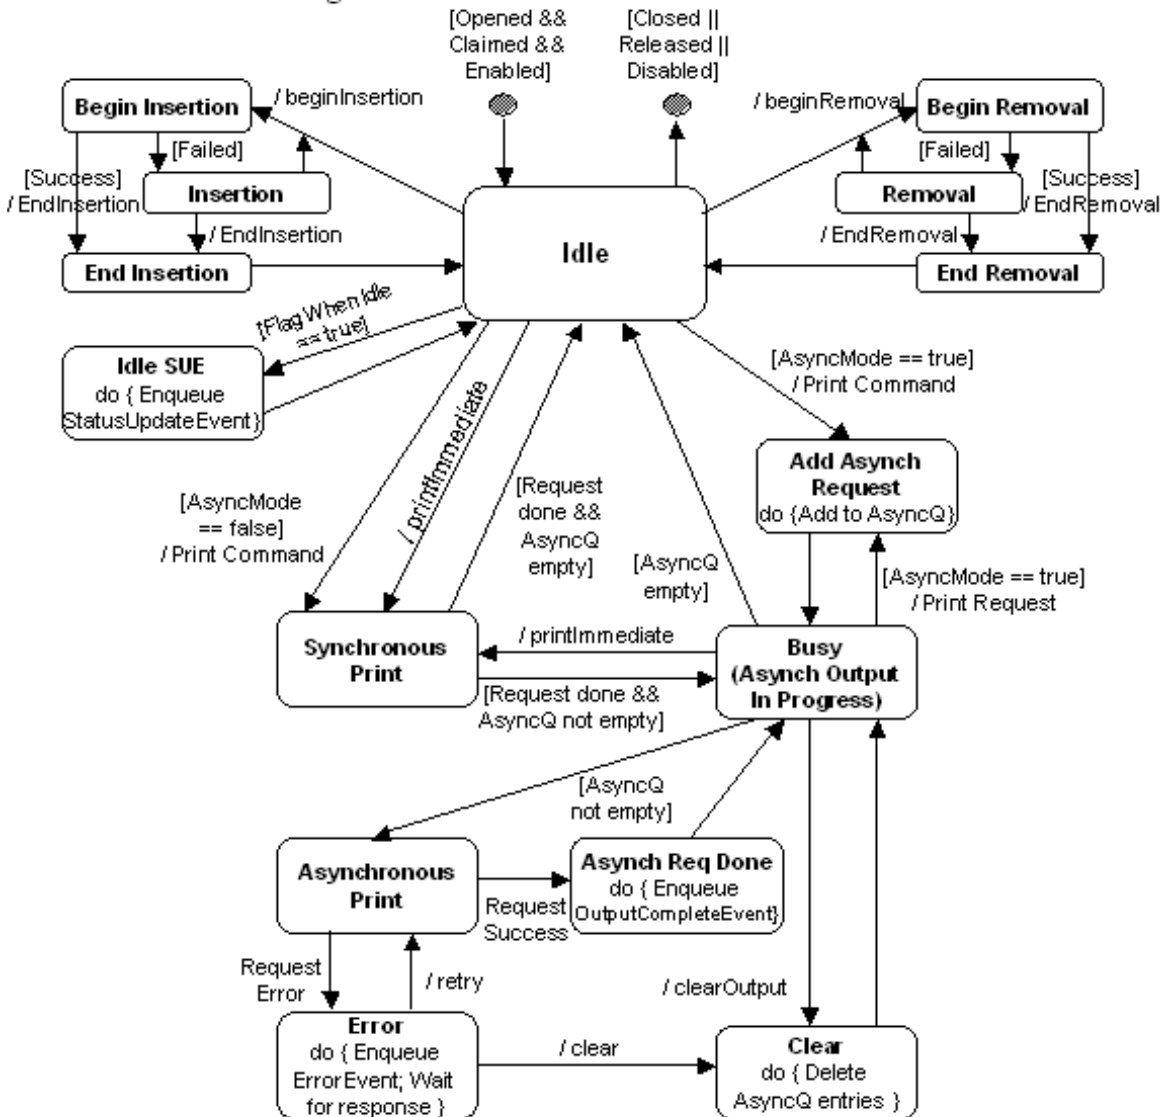 [Opened &&
Claimed &&
Enabled]
[Closed ||
Released ||
Disabled]
Begin Insertion
/ beginInsertion
/ beginRemoval
Begin Removal
[Failed]
[Failed]
[Success]
/ EndInsertion
Insertion
Removal
[Success]
/ EndRemoval
/ EndInsertion
/ EndRemoval
Idle
End Insertion
End Removal
[Flag When Idle
== true]
Idle SUE
do { Enqueue
StatusUpdateEvent}
[AsyncMode == true]
/ Print Command
/ printImmediate
Add Asynch
Request
do {Add to AsyncQ}
[AsyncMode
== false]
/ Print Command
[Request
done &&
AsyncQ
empty]
[AsyncQ
empty]
[AsyncMode == true]
/ Print Request
Synchronous
Print
/ printImmediate
Busy
(Asynch Output
In Progress)
[Request done &&
AsyncQ not empty]
[AsyncQ
not empty]
Asynchronous
Print
Asynch Req Done
do { Enqueue
OutputCompleteEvent}
Request
Success
Request
Error
/ retry
/ clearOutput
Error
do { Enqueue
ErrorEvent; Wait
for response }
/ clear
Clear
do { Delete
AsyncQ entries }